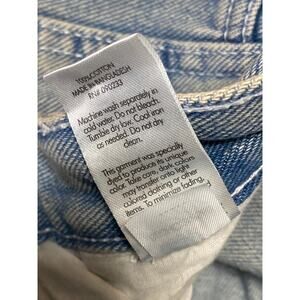 100% COTTON
MADE IN BANGLADESH
RN# 090233
Machine wash separately in
cold water. Do not bleach.
Tumble dry low. Cool iron
as needed. Do not dry
clean.
This garment was specially
dyed to produce its unique
color. Take care, dark colors
may transfer onto light
colored clothing or other
items. To minimize fading,